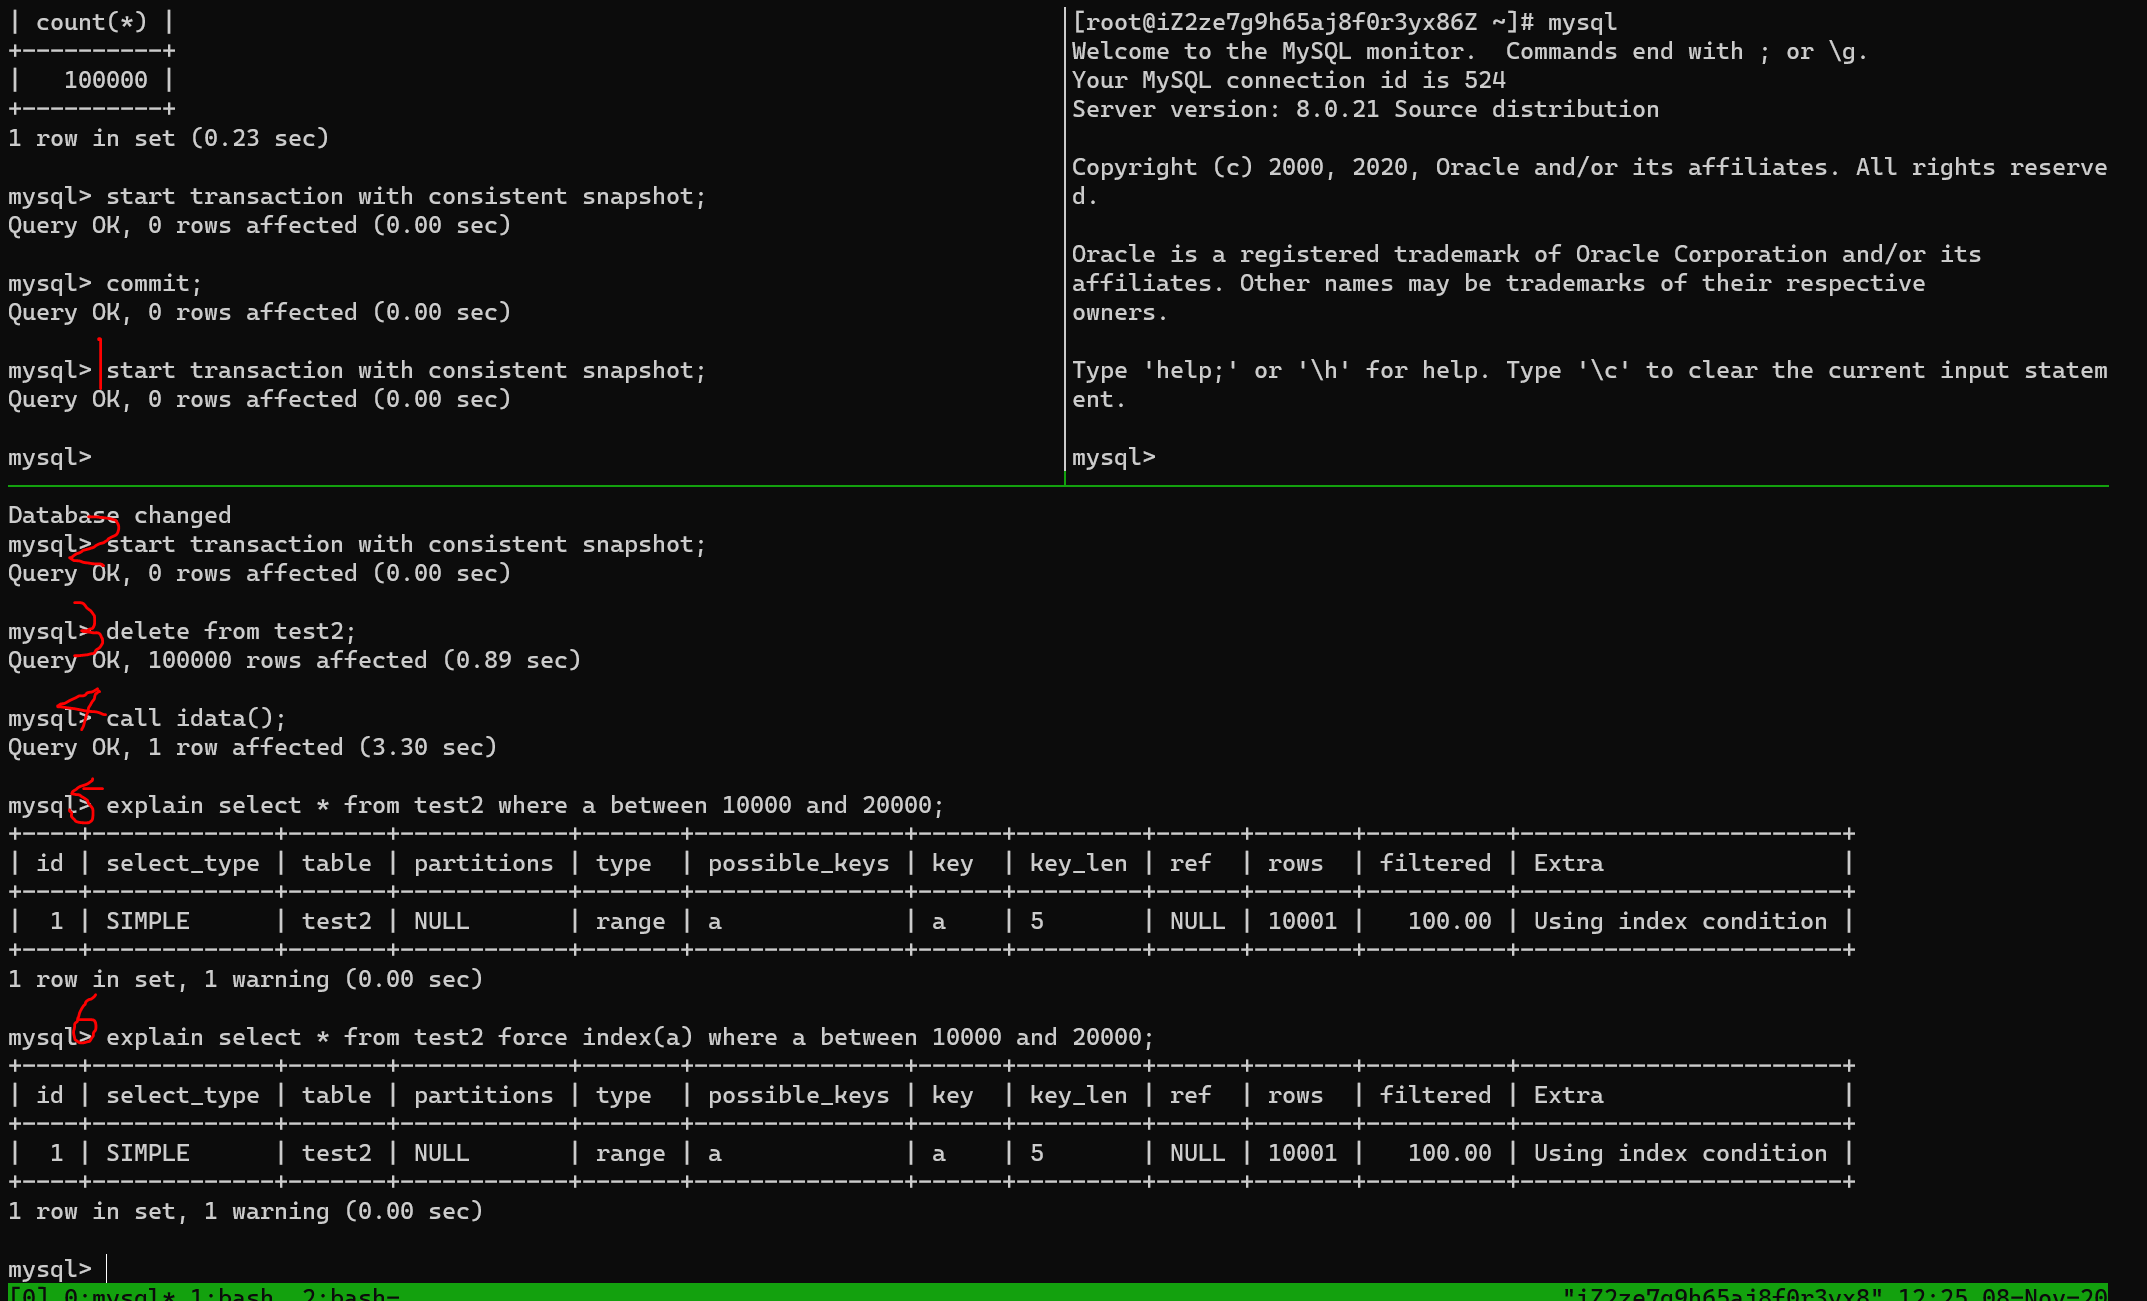 | count(*) |
+----------+
|   100000 |
+----------+
1 row in set (0.23 sec)
mysql> start transaction with consistent snapshot;
Query OK, 0 rows affected (0.00 sec)
mysql> commit;
Query OK, 0 rows affected (0.00 sec)
1
mysql> start transaction with consistent snapshot;
Query OK, 0 rows affected (0.00 sec)
mysql>
[root@iZ2ze7g9h65aj8f0r3yx86Z ~]# mysql
Welcome to the MySQL monitor.  Commands end with ; or \g.
Your MySQL connection id is 524
Server version: 8.0.21 Source distribution
Copyright (c) 2000, 2020, Oracle and/or its affiliates. All rights reserve
d.
Oracle is a registered trademark of Oracle Corporation and/or its
affiliates. Other names may be trademarks of their respective
owners.
Type 'help;' or '\h' for help. Type '\c' to clear the current input statem
ent.
mysql>
Database changed
2
mysql> start transaction with consistent snapshot;
Query OK, 0 rows affected (0.00 sec)
3
mysql> delete from test2;
Query OK, 100000 rows affected (0.89 sec)
4
mysql> call idata();
Query OK, 1 row affected (3.30 sec)
5
mysql> explain select * from test2 where a between 10000 and 20000;
+----+-------------+-------+------------+-------+---------------+------+---------+------+-------+----------+-----------------------+
| id | select_type | table | partitions | type  | possible_keys | key  | key_len | ref  | rows  | filtered | Extra                 |
+----+-------------+-------+------------+-------+---------------+------+---------+------+-------+----------+-----------------------+
|  1 | SIMPLE      | test2 | NULL       | range | a             | a    | 5       | NULL | 10001 |   100.00 | Using index condition |
+----+-------------+-------+------------+-------+---------------+------+---------+------+-------+----------+-----------------------+
1 row in set, 1 warning (0.00 sec)
6
mysql> explain select * from test2 force index(a) where a between 10000 and 20000;
+----+-------------+-------+------------+-------+---------------+------+---------+------+-------+----------+-----------------------+
| id | select_type | table | partitions | type  | possible_keys | key  | key_len | ref  | rows  | filtered | Extra                 |
+----+-------------+-------+------------+-------+---------------+------+---------+------+-------+----------+-----------------------+
|  1 | SIMPLE      | test2 | NULL       | range | a             | a    | 5       | NULL | 10001 |   100.00 | Using index condition |
+----+-------------+-------+------------+-------+---------------+------+---------+------+-------+----------+-----------------------+
1 row in set, 1 warning (0.00 sec)
mysql>
[0] 0:mysql* 1:bash  2:bash- "iZ2ze7g9h65aj8f0r3yx8" 12:25 08-Nov-20